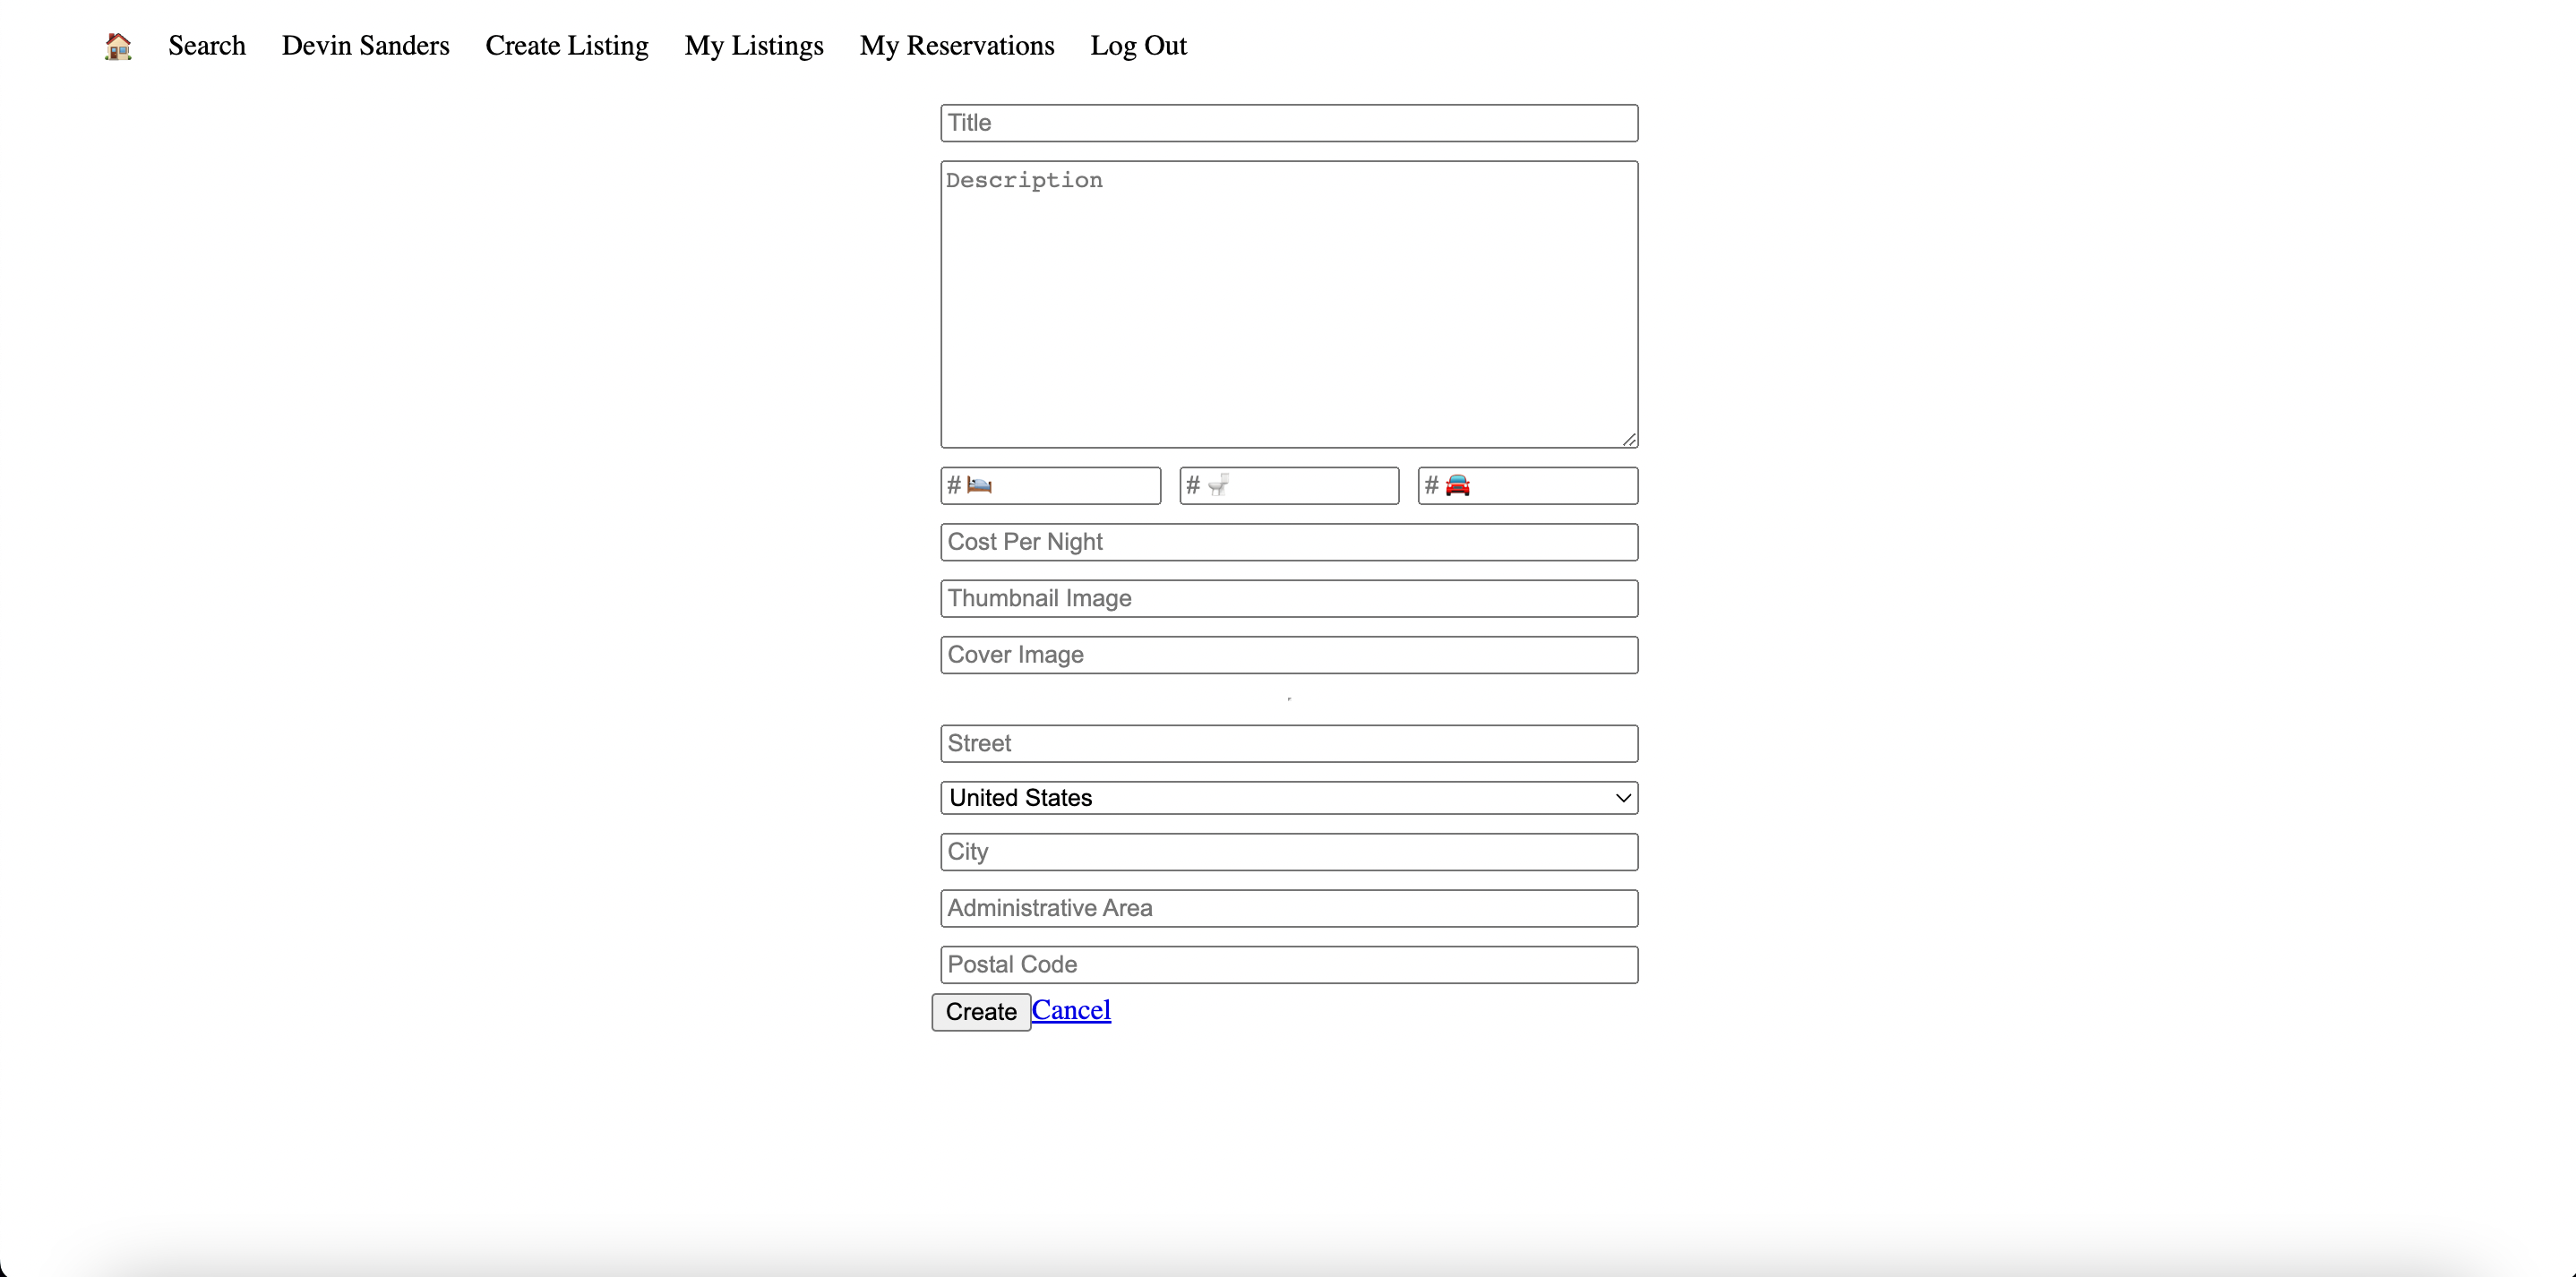 🏠 Search Devin Sanders Create Listing My Listings My Reservations Log Out
Title
Description
# 🛏️ # 🚽 # 🚘
Cost Per Night
Thumbnail Image
Cover Image
Street
United States
City
Administrative Area
Postal Code
Create Cancel